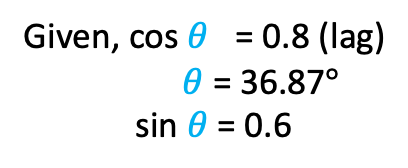 Given, cos θ = 0.8 (lag)
θ = 36.87°
sin θ = 0.6